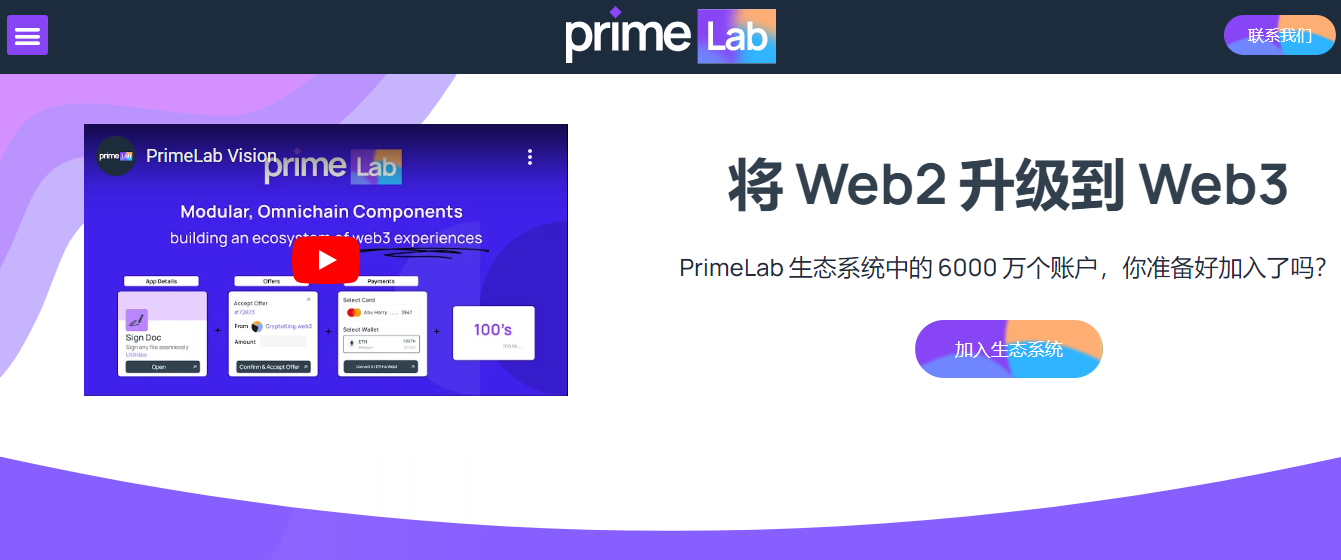 prime Lab
联系我们
prime Lab
PrimeLab Vision
prime Lab
Modular, Omnichain Components
building an ecosystem of web3 experiences
App Details
Offers
Payments
Sign Doc
Sign any file seamlessly
Utilities
Open
Accept Offer
#72875
From CryptoKing.web3
Amount
Confirm & Accept Offer
Select Card
Abu Harry .... 3947
Select Wallet
ETH
100's
more...
将 Web2 升级到 Web3
PrimeLab 生态系统中的 6000 万个账户，你准备好加入了吗？
加入生态系统